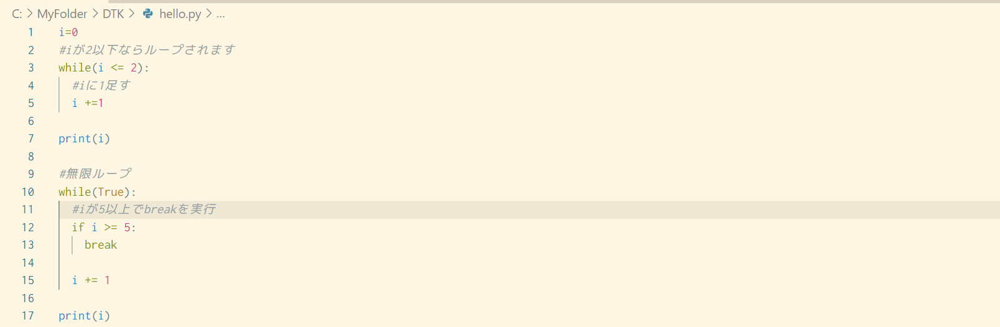 C: > MyFolder > DTK > hello.py > ...
1 i=0
2 #iが2以下ならループされます
3 while(i <= 2):
4 #iに1足す
5 i +=1
6
7 print(i)
8
9 #無限ループ
10 while(True):
11 #iが5以上でbreakを実行
12 if i >= 5:
13 break
14
15 i += 1
16
17 print(i)